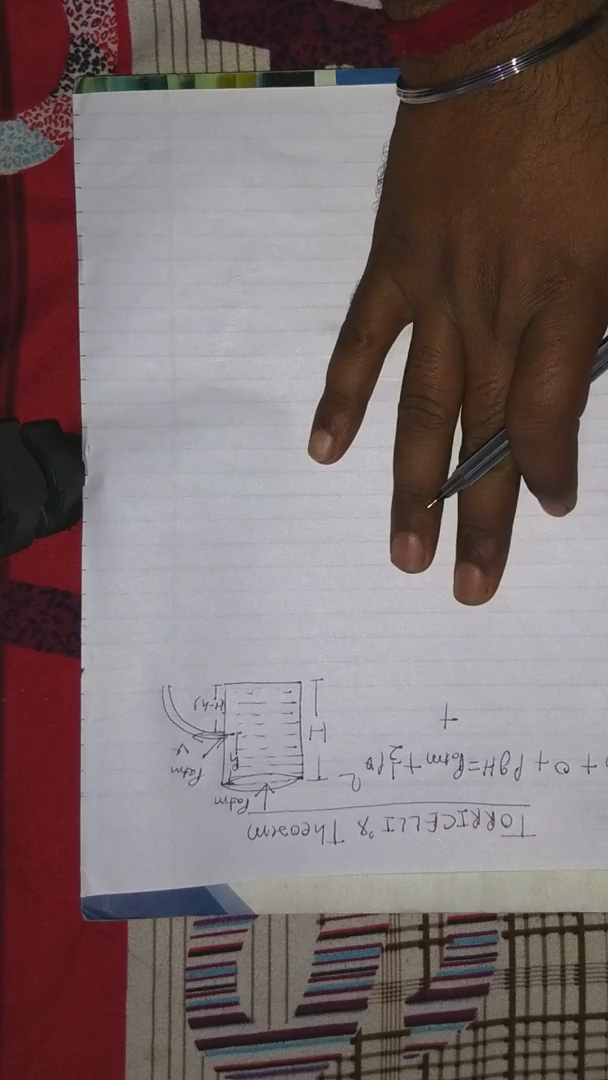 TORRICELLI'S Theorem
+ 0 + ρgH = Patm + ½ρv²
+
Patm
H
h
Patm
v
(H-h)